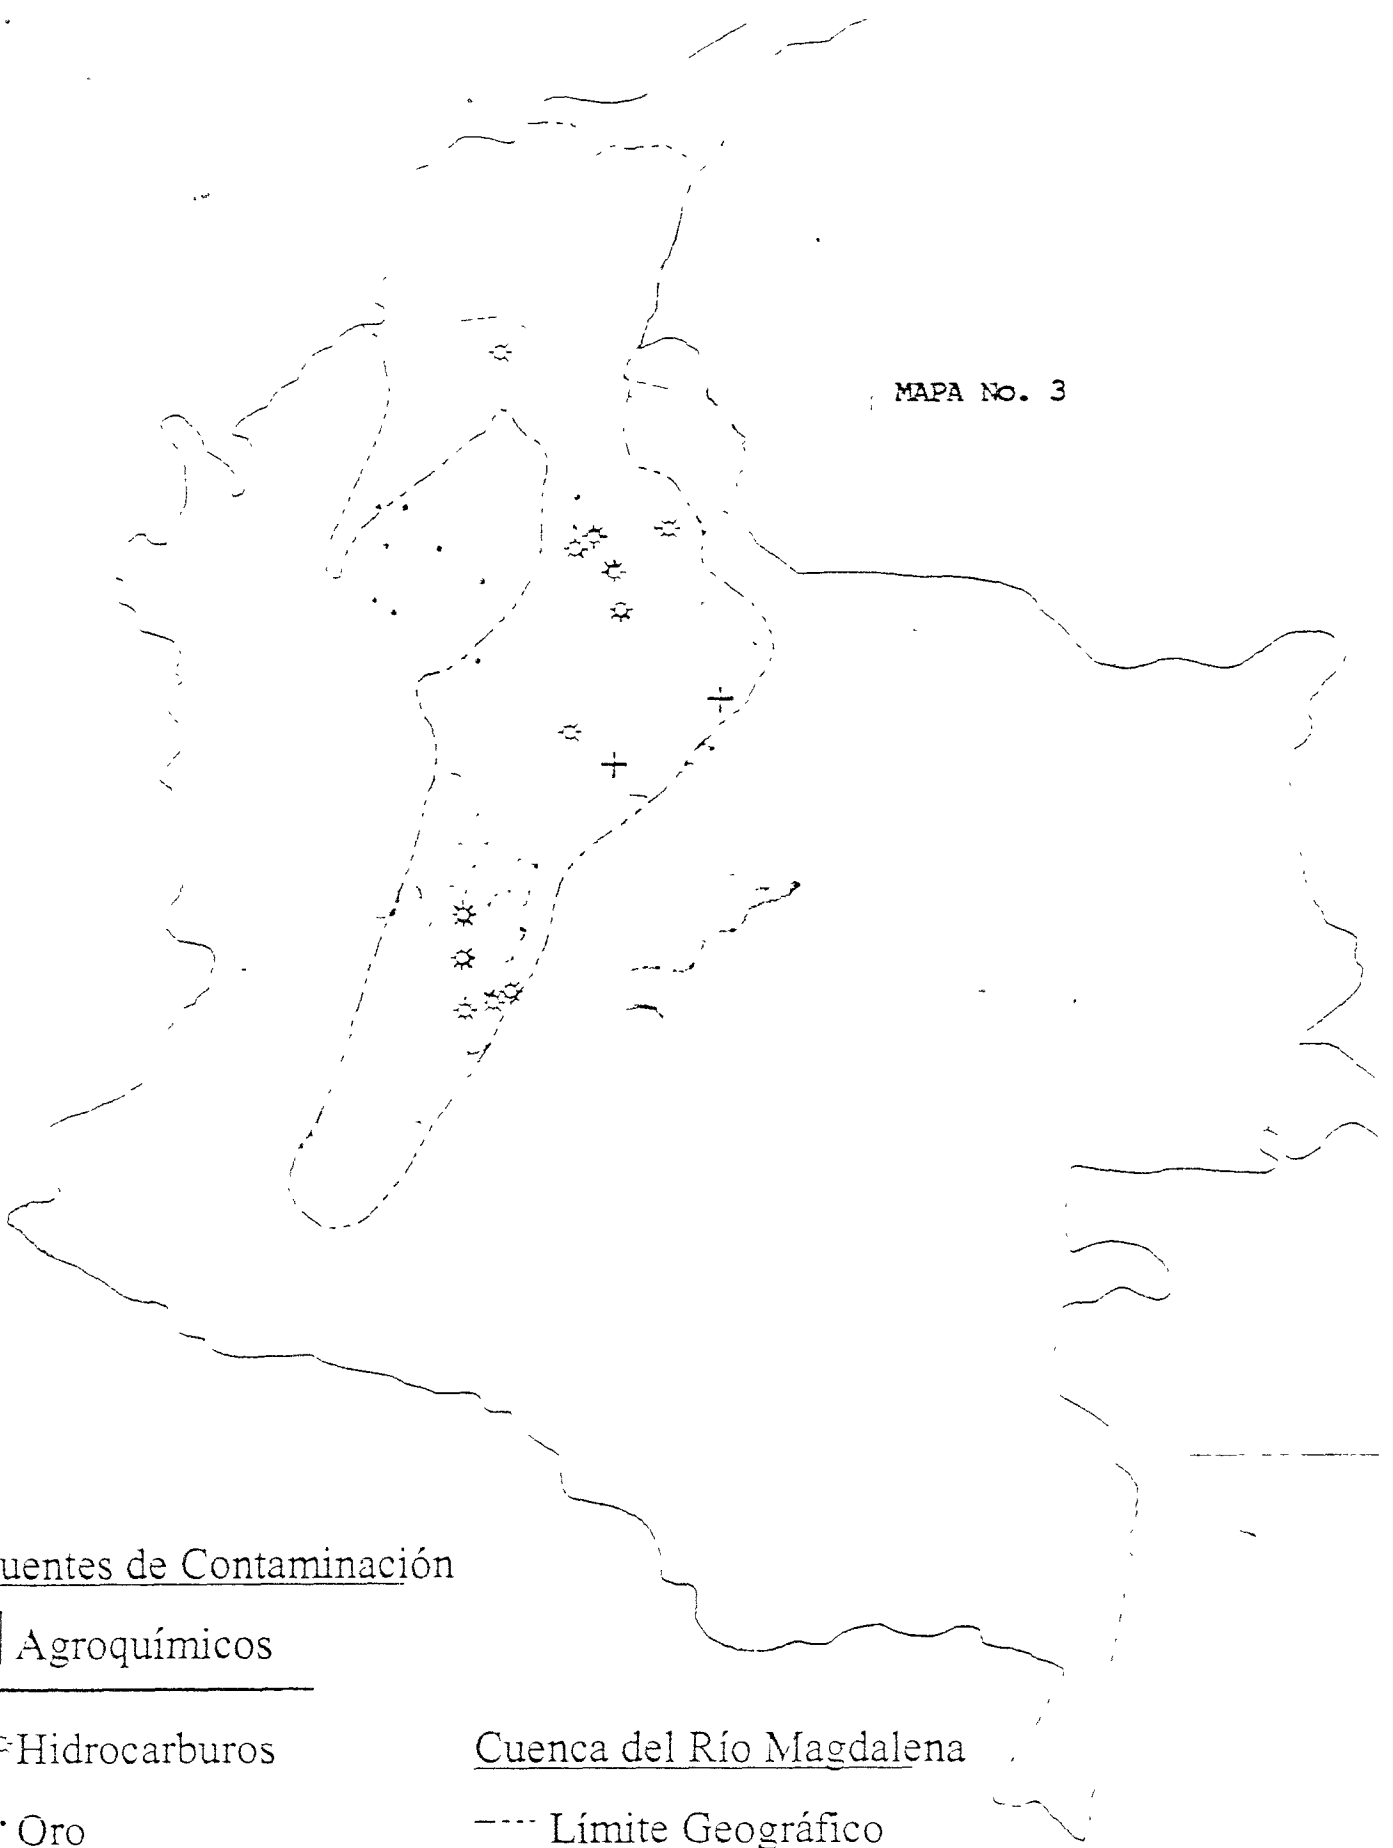 MAPA No. 3
uentes de Contaminación
Agroquímicos
Hidrocarburos
Cuenca del Río Magdalena
Oro
---- Límite Geográfico